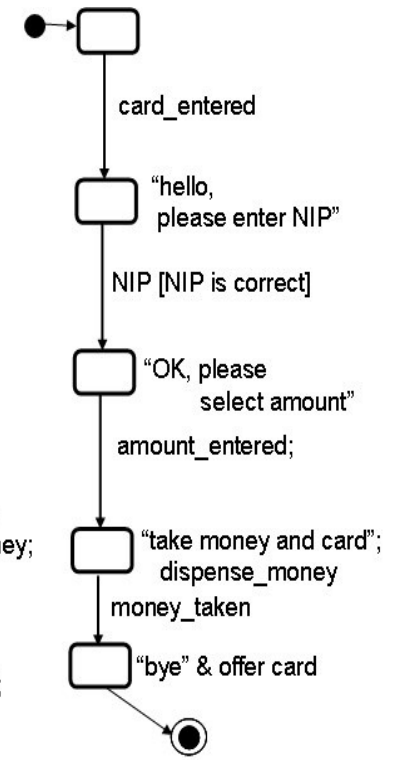 card_entered
“hello,
please enter NIP”
NIP [NIP is correct]
“OK, please
select amount”
amount_entered;
“take money and card”;
dispense_money
money_taken
“bye” & offer card